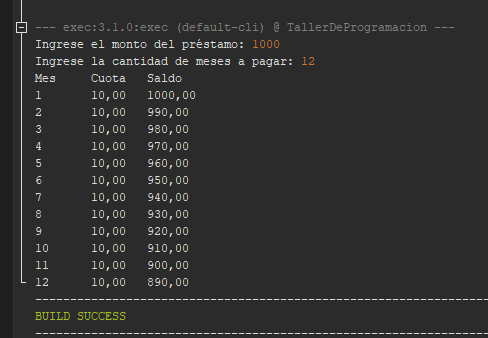 --- exec:3.1.0:exec (default-cli) @ TallerDeProgramacion ---
Ingrese el monto del préstamo: 1000
Ingrese la cantidad de meses a pagar: 12
Mes Cuota Saldo
1 10,00 1000,00
2 10,00 990,00
3 10,00 980,00
4 10,00 970,00
5 10,00 960,00
6 10,00 950,00
7 10,00 940,00
8 10,00 930,00
9 10,00 920,00
10 10,00 910,00
11 10,00 900,00
12 10,00 890,00
-----------------------------------------------------------------
BUILD SUCCESS
-----------------------------------------------------------------